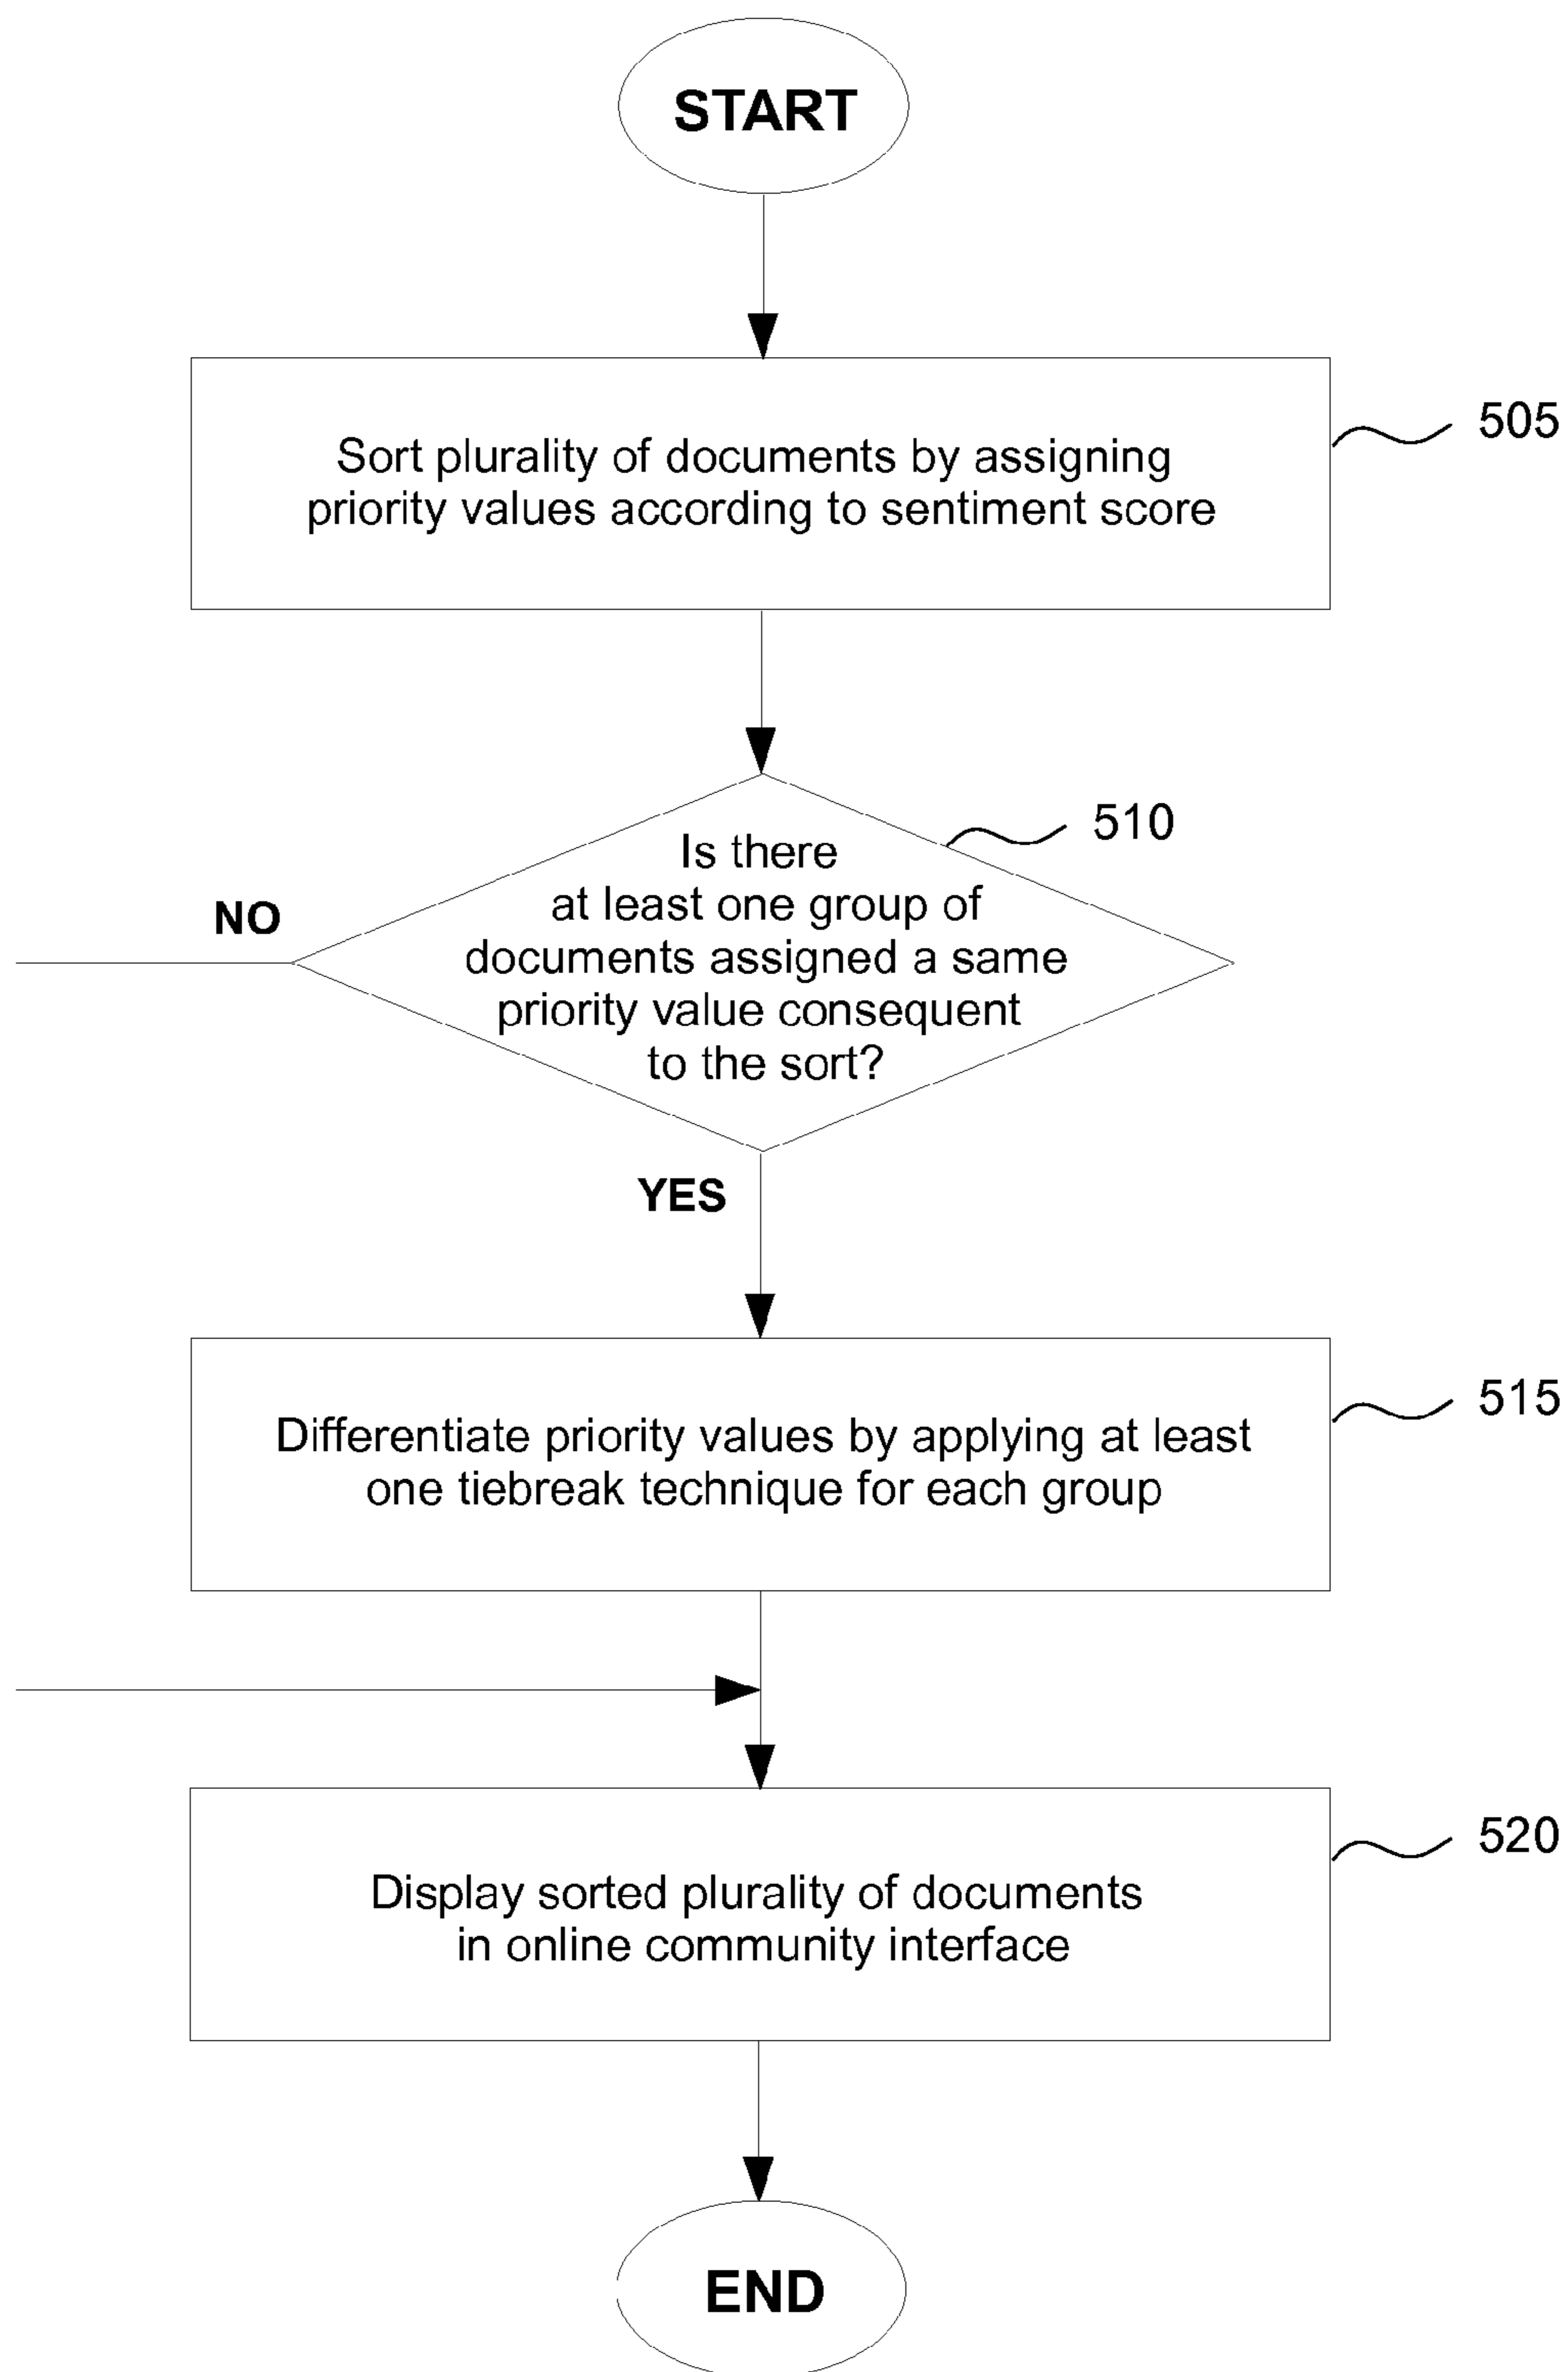 START
Sort plurality of documents by assigning
priority values according to sentiment score
505
Is there
at least one group of
documents assigned a same
priority value consequent
to the sort?
510
NO
YES
Differentiate priority values by applying at least
one tiebreak technique for each group
515
Display sorted plurality of documents
in online community interface
520
END